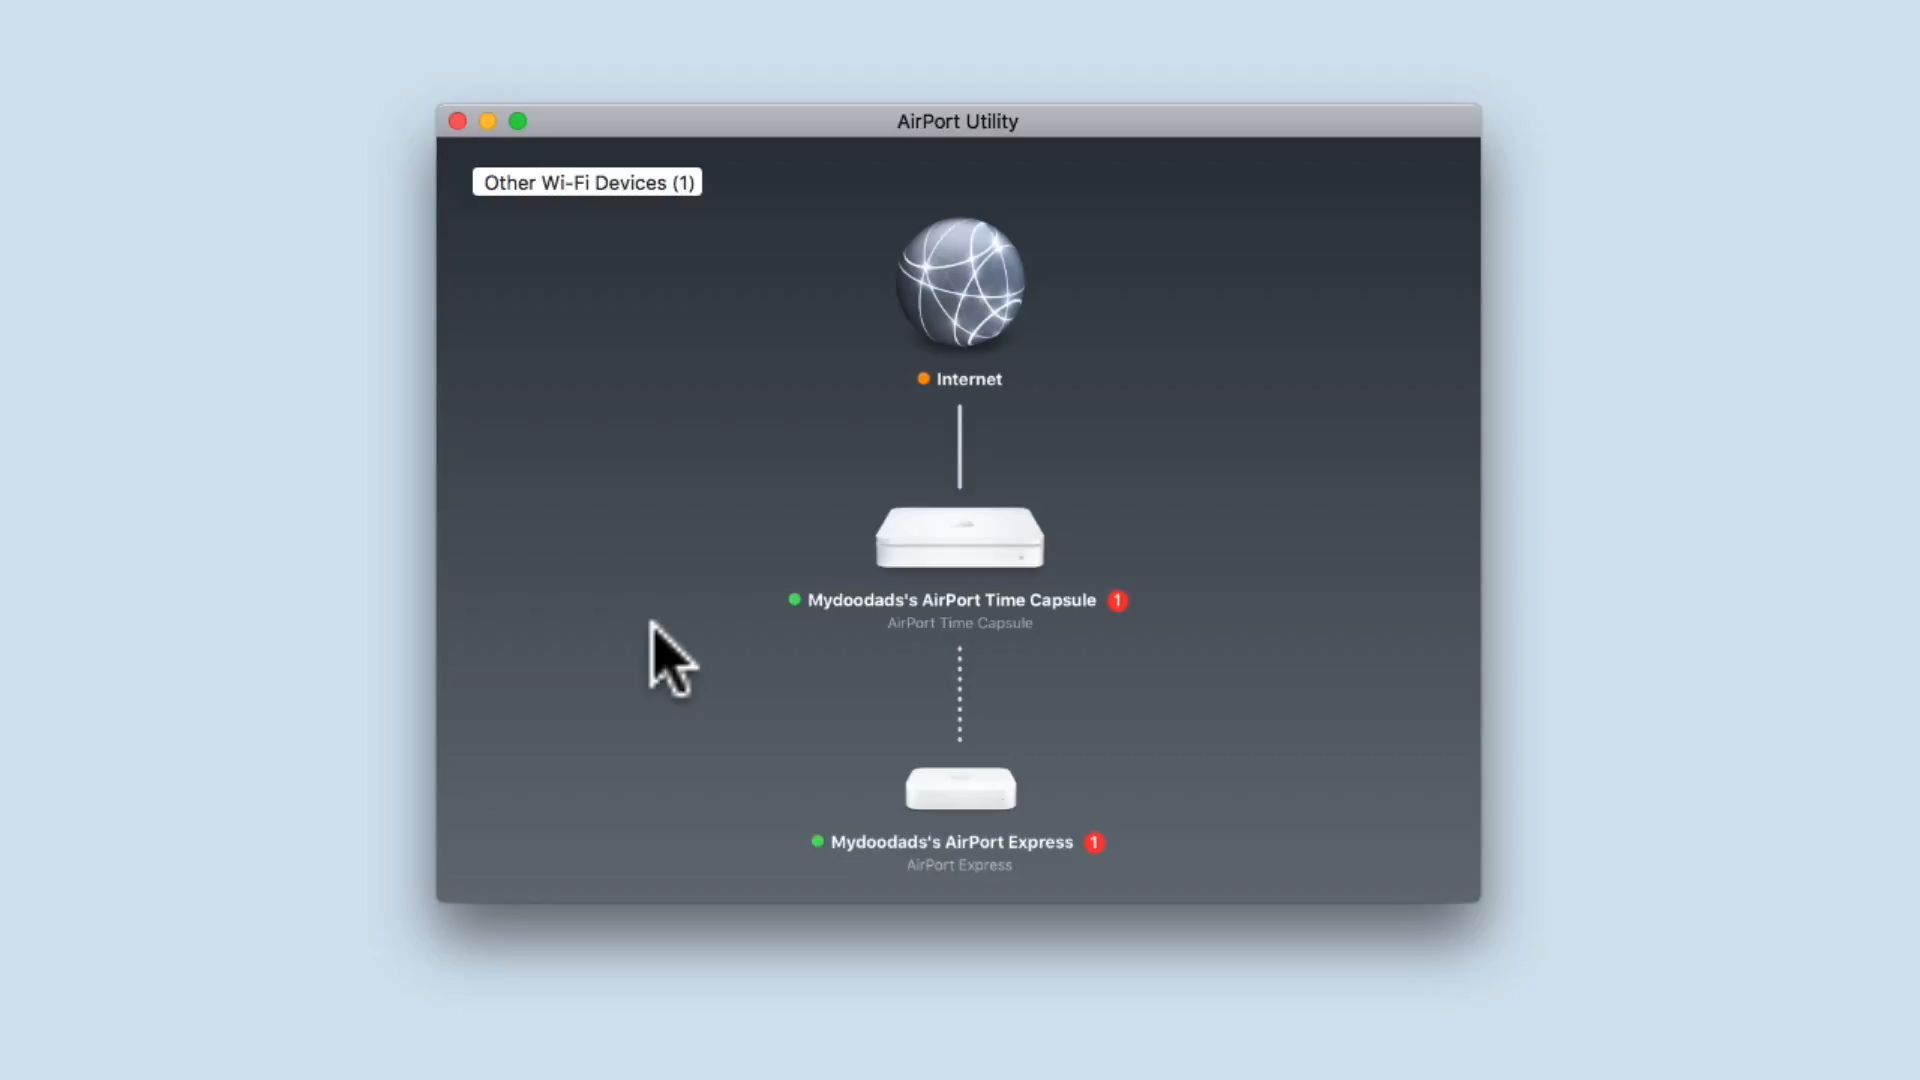 AirPort Utility
Other Wi-Fi Devices (1)
Internet
Mydoodads's AirPort Time Capsule 1
AirPort Time Capsule
Mydoodads's AirPort Express 1
AirPort Express